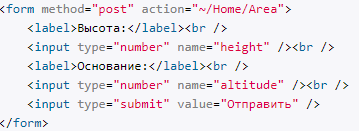 <form method="post" action="~/Home/Area">
<label>Высота:</label><br />
<input type="number" name="height" /><br />
<label>Основание:</label><br />
<input type="number" name="altitude" /><br />
<input type="submit" value="Отправить" />
</form>